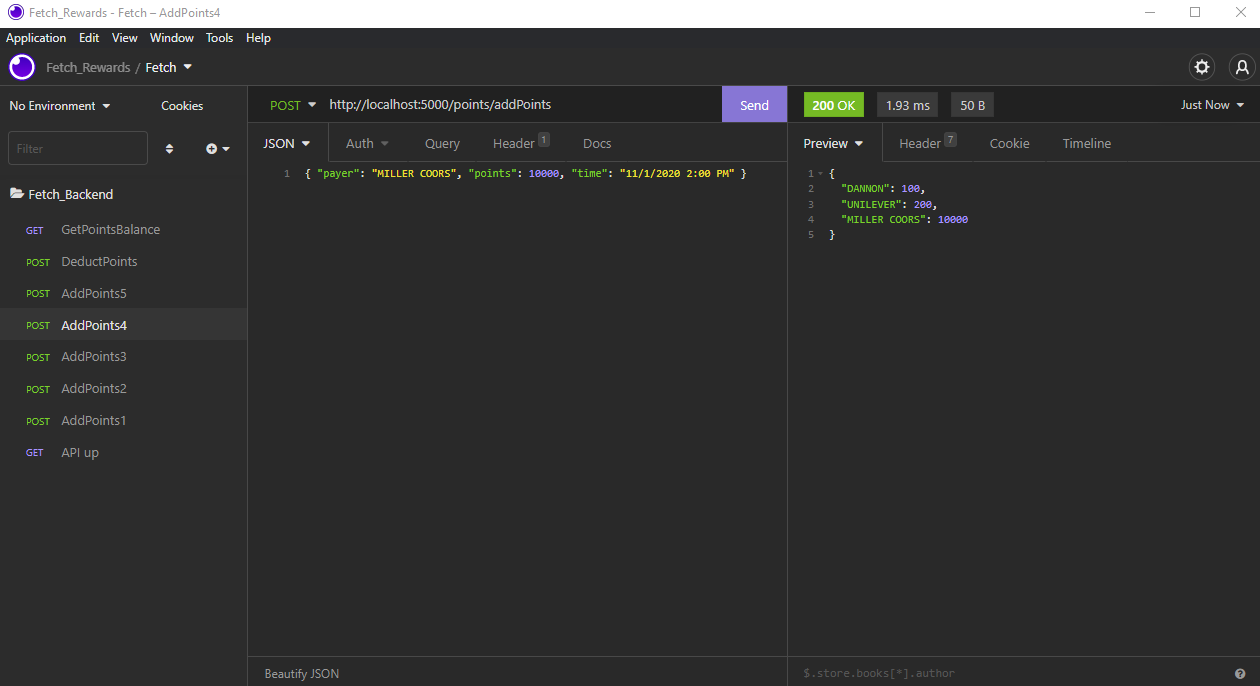 Fetch_Rewards - Fetch – AddPoints4
Application Edit View Window Tools Help
Fetch_Rewards / Fetch
No Environment Cookies
POST http://localhost:5000/points/addPoints Send
200 OK 1.93 ms 50 B Just Now
Filter
JSON Auth Query Header 1 Docs
Preview Header 7 Cookie Timeline
Fetch_Backend
GET GetPointsBalance
POST DeductPoints
POST AddPoints5
POST AddPoints4
POST AddPoints3
POST AddPoints2
POST AddPoints1
GET API up
1 { "payer": "MILLER COORS", "points": 10000, "time": "11/1/2020 2:00 PM" }
1 {
2 "DANNON": 100,
3 "UNILEVER": 200,
4 "MILLER COORS": 10000
5 }
Beautify JSON
$.store.books[*].author